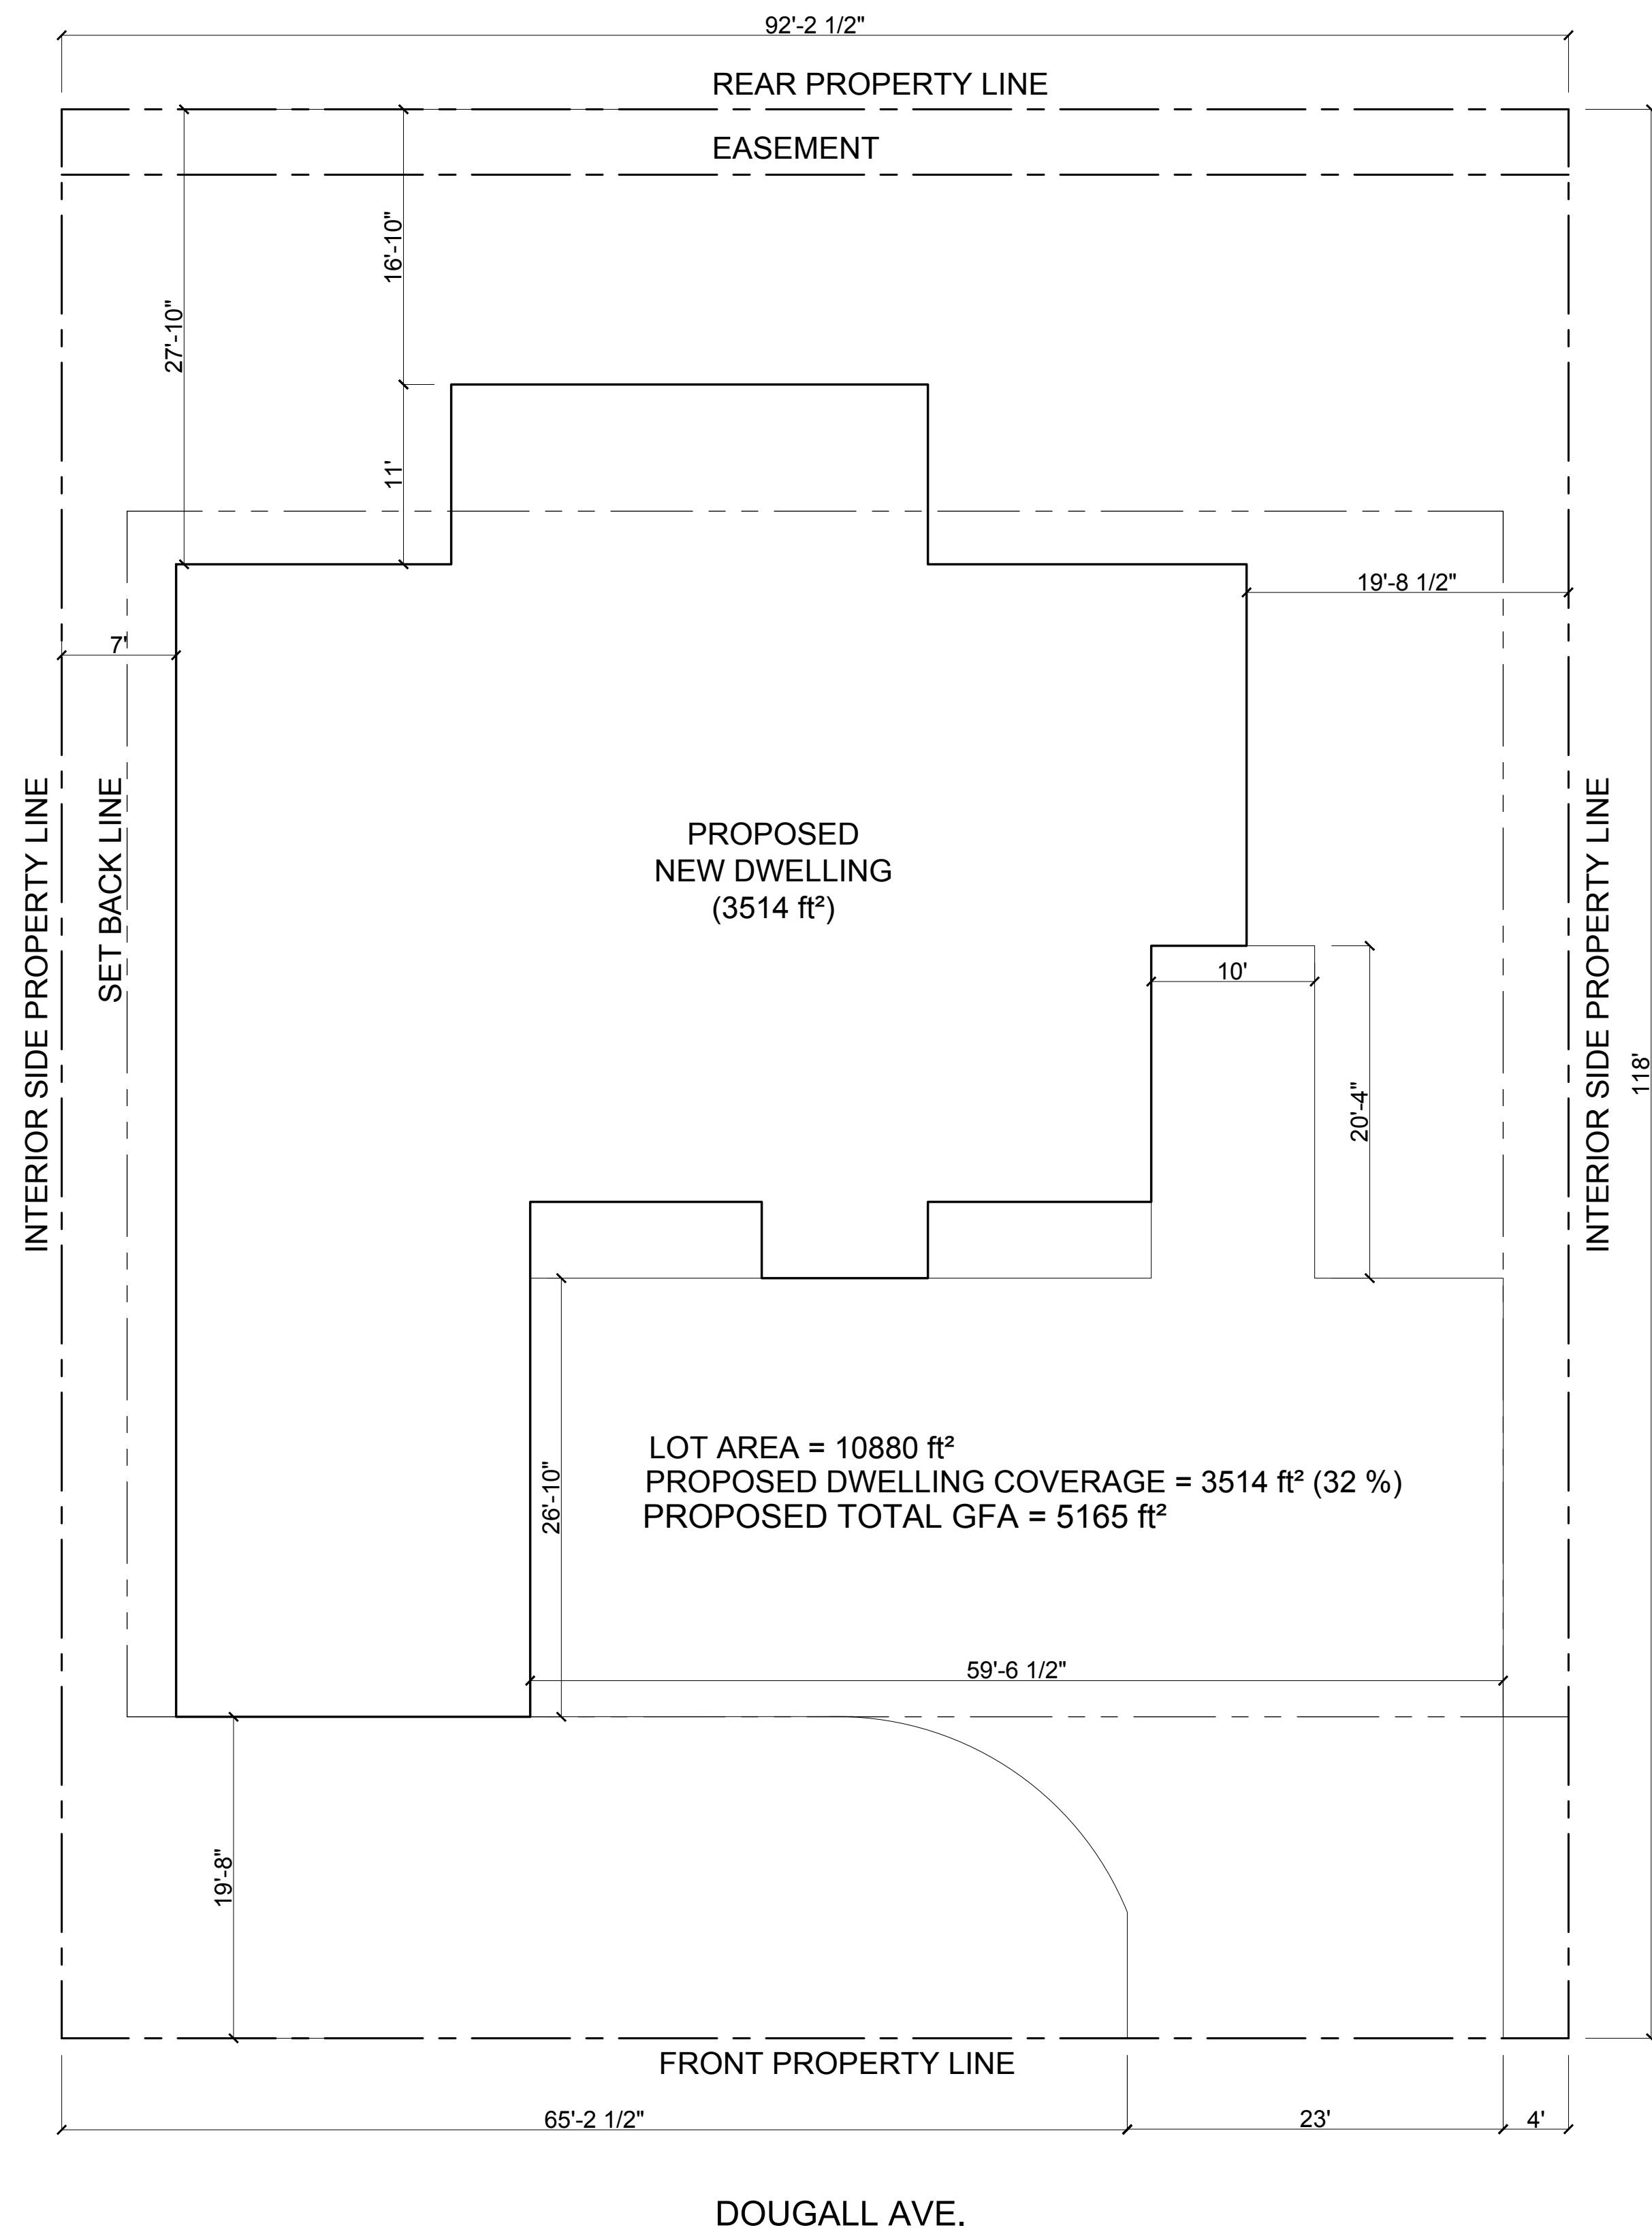 92'-2 1/2"
REAR PROPERTY LINE
EASEMENT
16'-10"
27'-10"
11'
19'-8 1/2"
7'
INTERIOR SIDE PROPERTY LINE
SET BACK LINE
PROPOSED
NEW DWELLING
(3514 ft²)
INTERIOR SIDE PROPERTY LINE
10'
118'
20'-4"
LOT AREA = 10880 ft²
PROPOSED DWELLING COVERAGE = 3514 ft² (32 %)
PROPOSED TOTAL GFA = 5165 ft²
26'-10"
59'-6 1/2"
19'-8"
FRONT PROPERTY LINE
65'-2 1/2"
23'
4'
DOUGALL AVE.